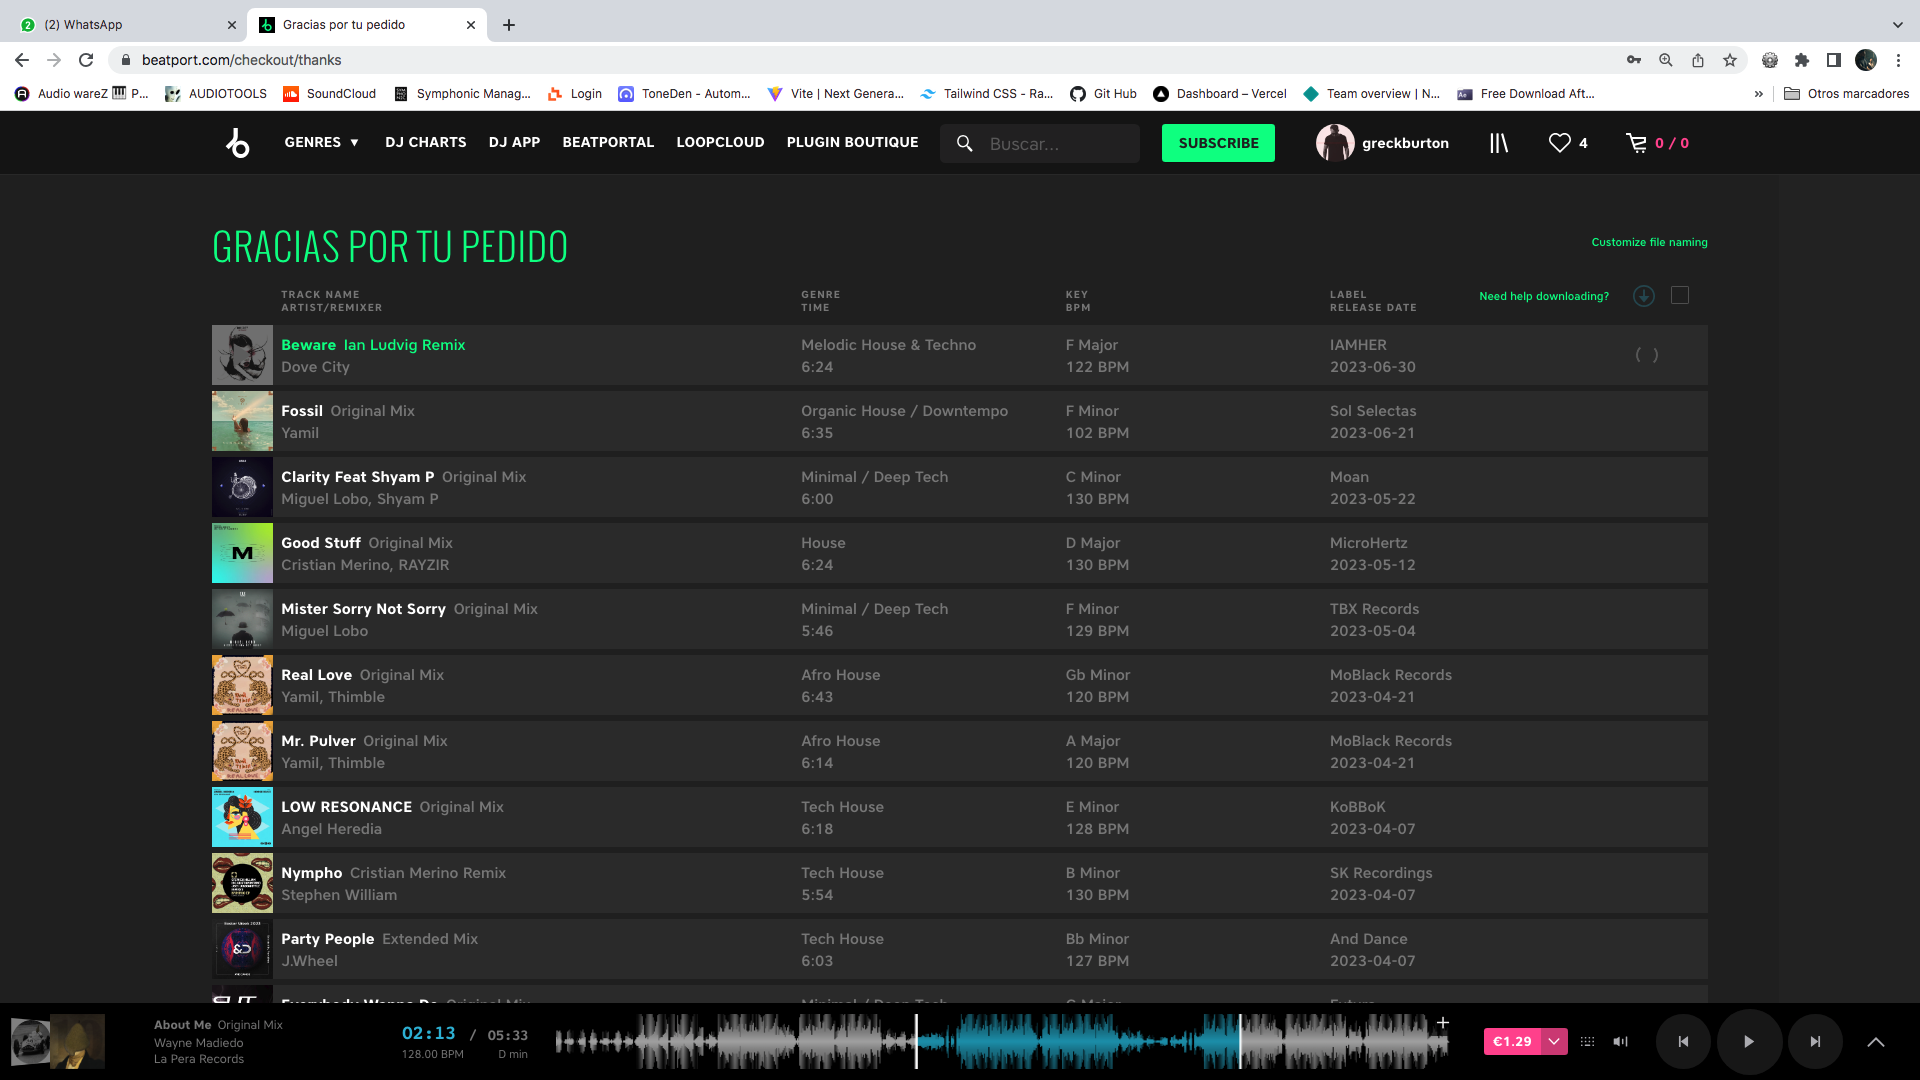 (2) WhatsApp
Gracias por tu pedido
beatport.com/checkout/thanks
Audio wareZ P... AUDIOTOOLS SoundCloud Symphonic Manag... Login ToneDen - Autom... Vite | Next Genera... Tailwind CSS - Ra... Git Hub Dashboard – Vercel Team overview | N... Free Download Aft... » Otros marcadores
GENRES ▼ DJ CHARTS DJ APP BEATPORTAL LOOPCLOUD PLUGIN BOUTIQUE Buscar... SUBSCRIBE greckburton 4 0 / 0
GRACIAS POR TU PEDIDO
Customize file naming
TRACK NAME GENRE KEY LABEL
ARTIST/REMIXER TIME BPM RELEASE DATE
Need help downloading?
Beware Ian Ludvig Remix Melodic House & Techno F Major IAMHER
Dove City 6:24 122 BPM 2023-06-30
Fossil Original Mix Organic House / Downtempo F Minor Sol Selectas
Yamil 6:35 102 BPM 2023-06-21
Clarity Feat Shyam P Original Mix Minimal / Deep Tech C Minor Moan
Miguel Lobo, Shyam P 6:00 130 BPM 2023-05-22
Good Stuff Original Mix House D Major MicroHertz
Cristian Merino, RAYZIR 6:24 130 BPM 2023-05-12
Mister Sorry Not Sorry Original Mix Minimal / Deep Tech F Minor TBX Records
Miguel Lobo 5:46 129 BPM 2023-05-04
Real Love Original Mix Afro House Gb Minor MoBlack Records
Yamil, Thimble 6:43 120 BPM 2023-04-21
Mr. Pulver Original Mix Afro House A Major MoBlack Records
Yamil, Thimble 6:14 120 BPM 2023-04-21
LOW RESONANCE Original Mix Tech House E Minor KoBBoK
Angel Heredia 6:18 128 BPM 2023-04-07
Nympho Cristian Merino Remix Tech House B Minor SK Recordings
Stephen William 5:54 130 BPM 2023-04-07
Party People Extended Mix Tech House Bb Minor And Dance
J.Wheel 6:03 127 BPM 2023-04-07
About Me Original Mix
Wayne Madiedo
La Pera Records
02:13 / 05:33
128.00 BPM D min
€1.29